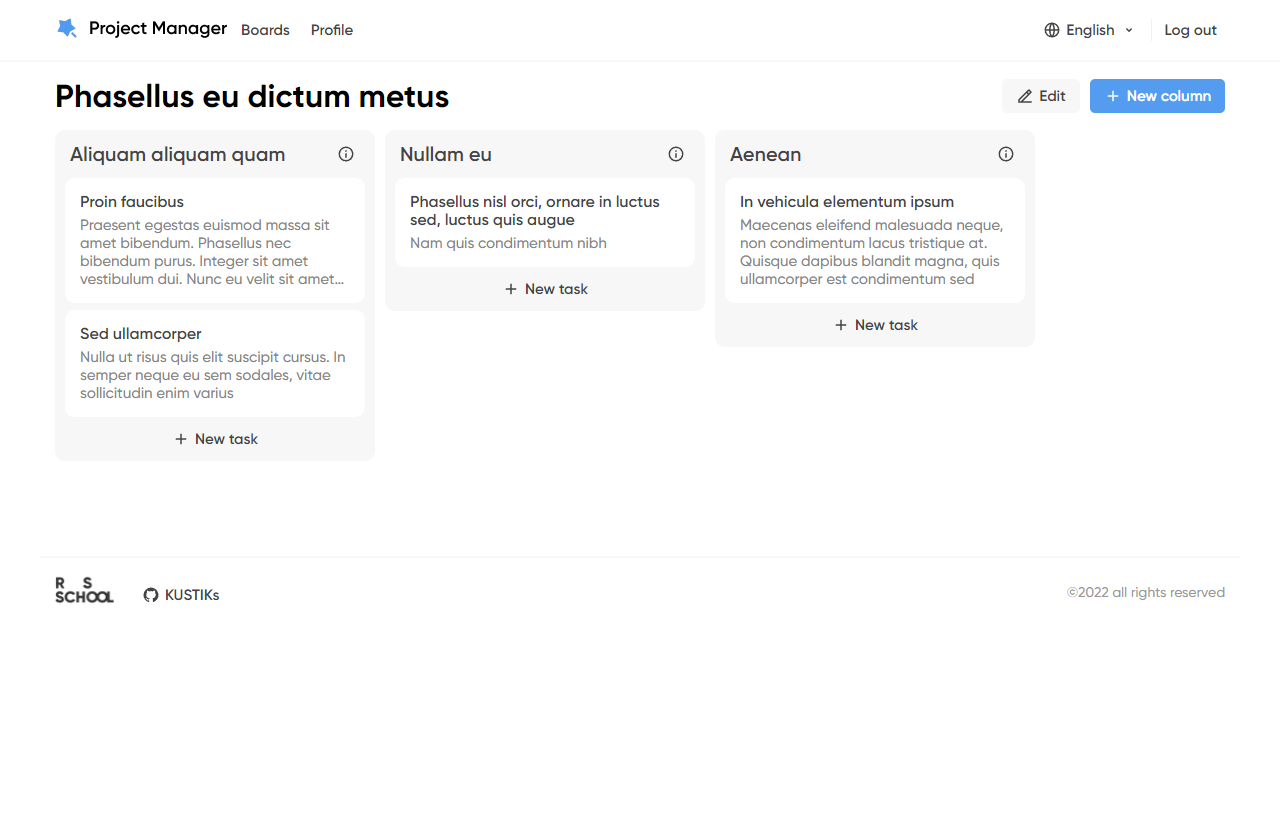 Project Manager
Boards
Profile
English
Log out
Phasellus eu dictum metus
Edit
New column
Aliquam aliquam quam
Proin faucibus
Praesent egestas euismod massa sit
amet bibendum. Phasellus nec
bibendum purus. Integer sit amet
vestibulum dui. Nunc eu velit sit amet...
Sed ullamcorper
Nulla ut risus quis elit suscipit cursus. In
semper neque eu sem sodales, vitae
sollicitudin enim varius
New task
Nullam eu
Phasellus nisl orci, ornare in luctus
sed, luctus quis augue
Nam quis condimentum nibh
New task
Aenean
In vehicula elementum ipsum
Maecenas eleifend malesuada neque,
non condimentum lacus tristique at.
Quisque dapibus blandit magna, quis
ullamcorper est condimentum sed
New task
R S
SCHOOL
KUSTIKs
©2022 all rights reserved